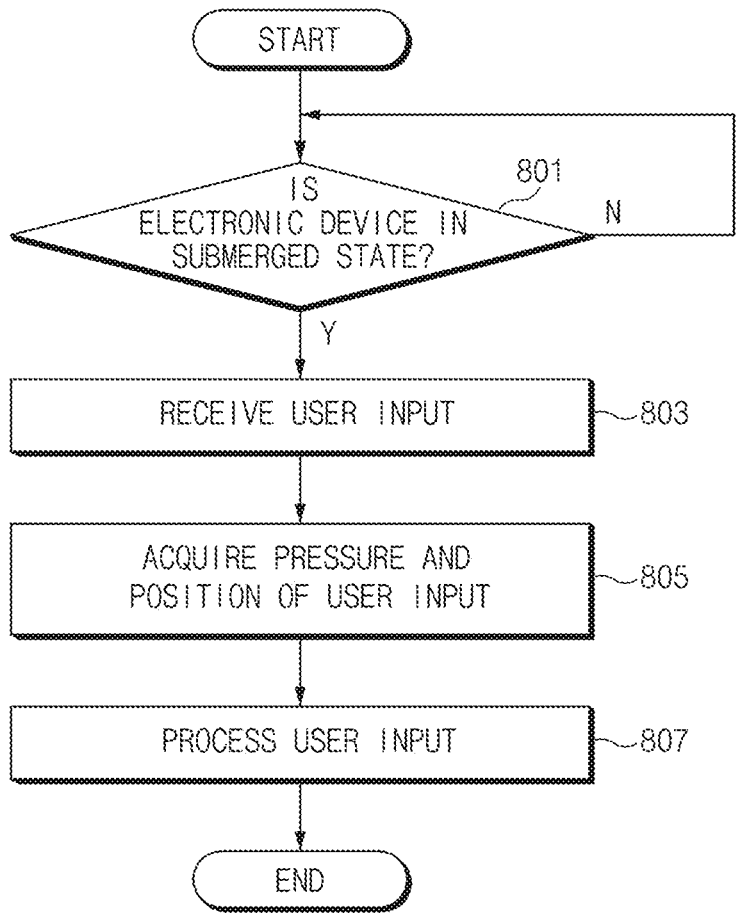 START
801
IS
ELECTRONIC DEVICE IN
SUBMERGED STATE?
N
Y
RECEIVE USER INPUT
803
ACQUIRE PRESSURE AND
POSITION OF USER INPUT
805
PROCESS USER INPUT
807
END